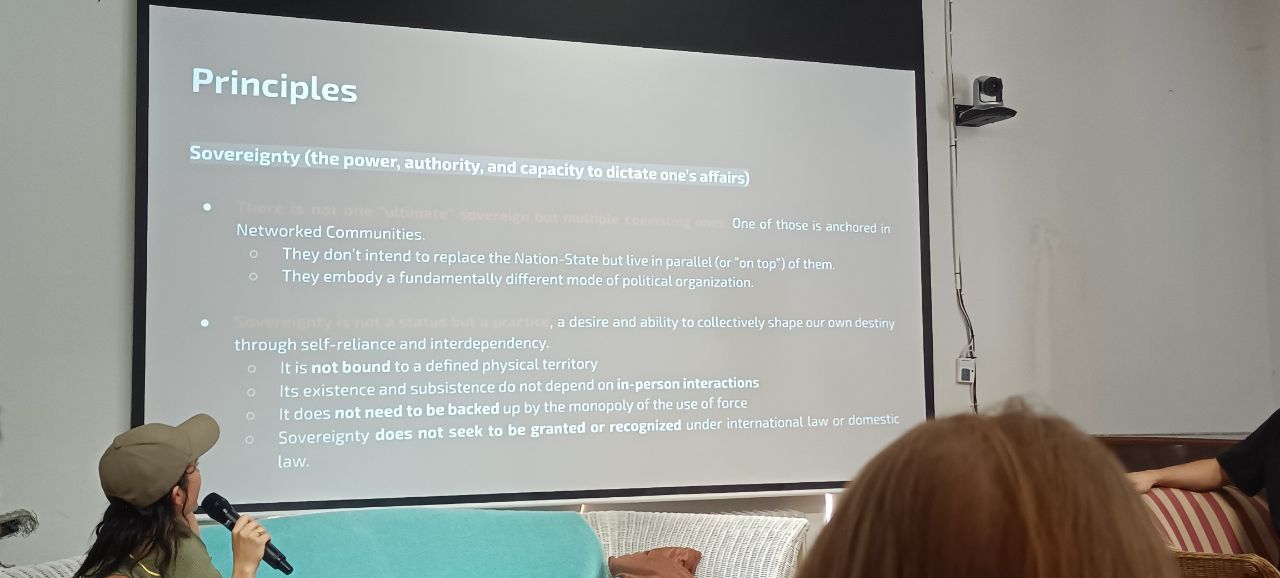 Principles
Sovereignty (the power, authority, and capacity to dictate one's affairs)
• There is not one "ultimate" sovereign but multiple coexisting ones. One of those is anchored in
Networked Communities.
○ They don't intend to replace the Nation-State but live in parallel (or "on top") of them.
○ They embody a fundamentally different mode of political organization.
• Sovereignty is not a status but a practice, a desire and ability to collectively shape our own destiny
through self-reliance and interdependency.
○ It is not bound to a defined physical territory
○ Its existence and subsistence do not depend on in-person interactions
○ It does not need to be backed up by the monopoly of the use of force
○ Sovereignty does not seek to be granted or recognized under international law or domestic
law.